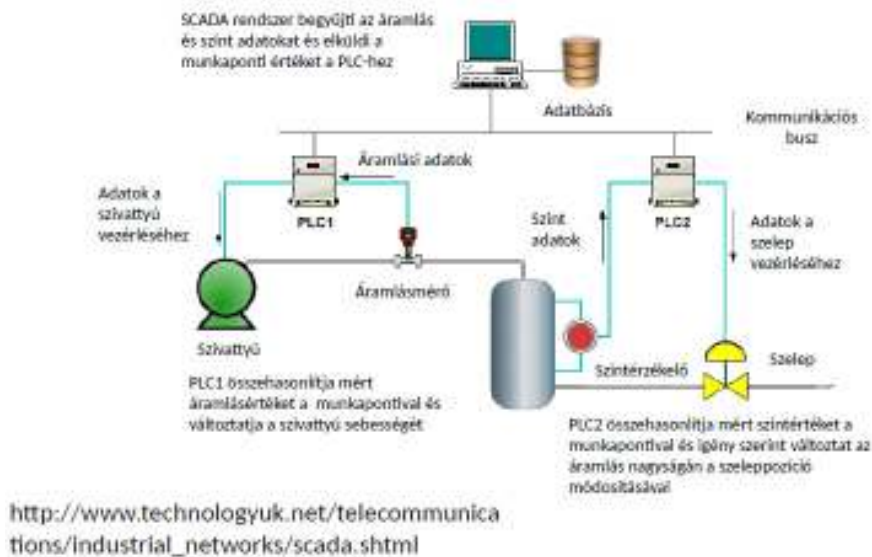 SCADA rendszer begyűjti az áramlás
és szint adatokat és elküldi a
munkaponti értéket a PLC-hez
Adatbázis
Kommunikációs
busz
Áramlási adatok
Adatok a
szivattyú
vezérléséhez
PLC1
Szint
adatok
PLC2
Adatok a
szelep
vezérléséhez
Áramlásmérő
Szivattyú
Szintérzékelő
Szelep
PLC1 összehasonlítja mért
áramlásértéket a munkapontival és
változtatja a szivattyú sebességét
PLC2 összehasonlítja mért szintértéket a
munkapontival és igény szerint változtat az
áramlás nagyságán a szeleppozíció
módosításával
http://www.technologyuk.net/telecommunica
tions/industrial_networks/scada.shtml